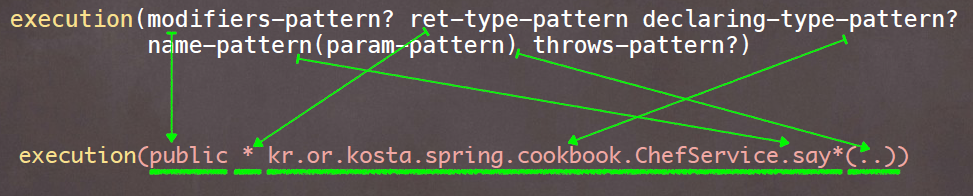 execution(modifiers-pattern? ret-type-pattern declaring-type-pattern?
name-pattern(param-pattern) throws-pattern?)
execution(public * kr.or.kosta.spring.cookbook.ChefService.say*(..))